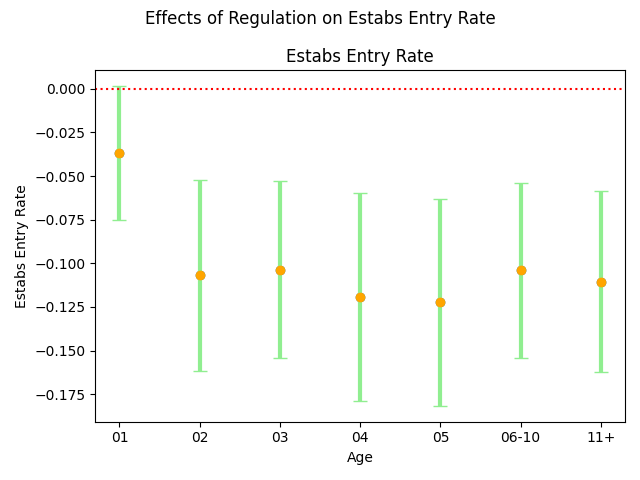 Effects of Regulation on Estabs Entry Rate
Estabs Entry Rate
0.000
−0.025
−0.050
−0.075
−0.100
−0.125
−0.150
−0.175
Estabs Entry Rate
01 02 03 04 05 06-10 11+
Age